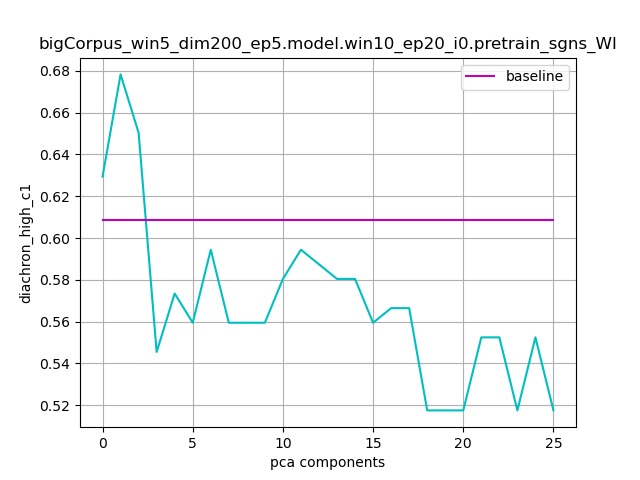 bigCorpus_win5_dim200_ep5.model.win10_ep20_i0.pretrain_sgns_WI
baseline
0.68
0.66
0.64
0.62
0.60
0.58
0.56
0.54
0.52
diachron_high_c1
0 5 10 15 20 25
pca components